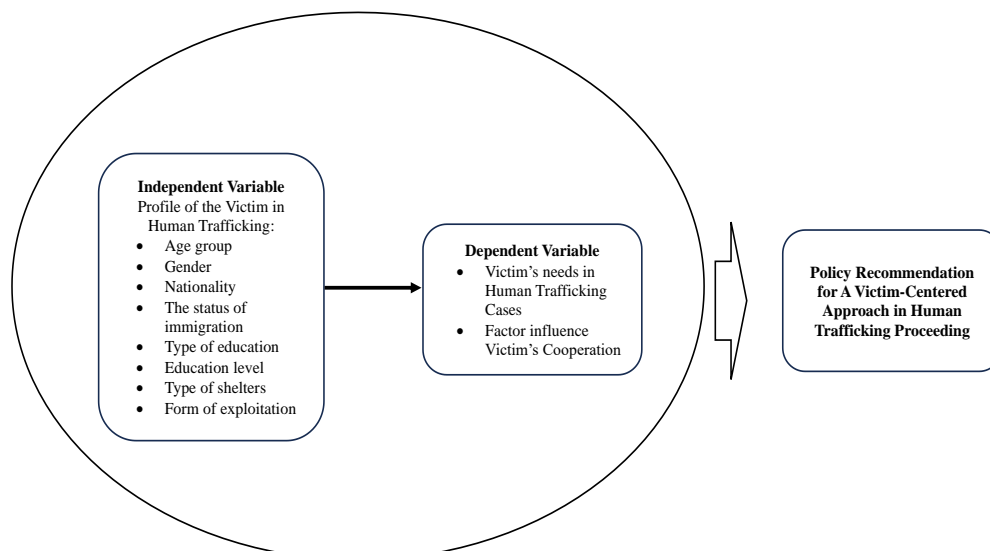 Independent Variable
Profile of the Victim in
Human Trafficking:
• Age group
• Gender
• Nationality
• The status of
immigration
• Type of education
• Education level
• Type of shelters
• Form of exploitation
Dependent Variable
• Victim's needs in
Human Trafficking
Cases
• Factor influence
Victim's Cooperation
Policy Recommendation
for A Victim-Centered
Approach in Human
Trafficking Proceeding